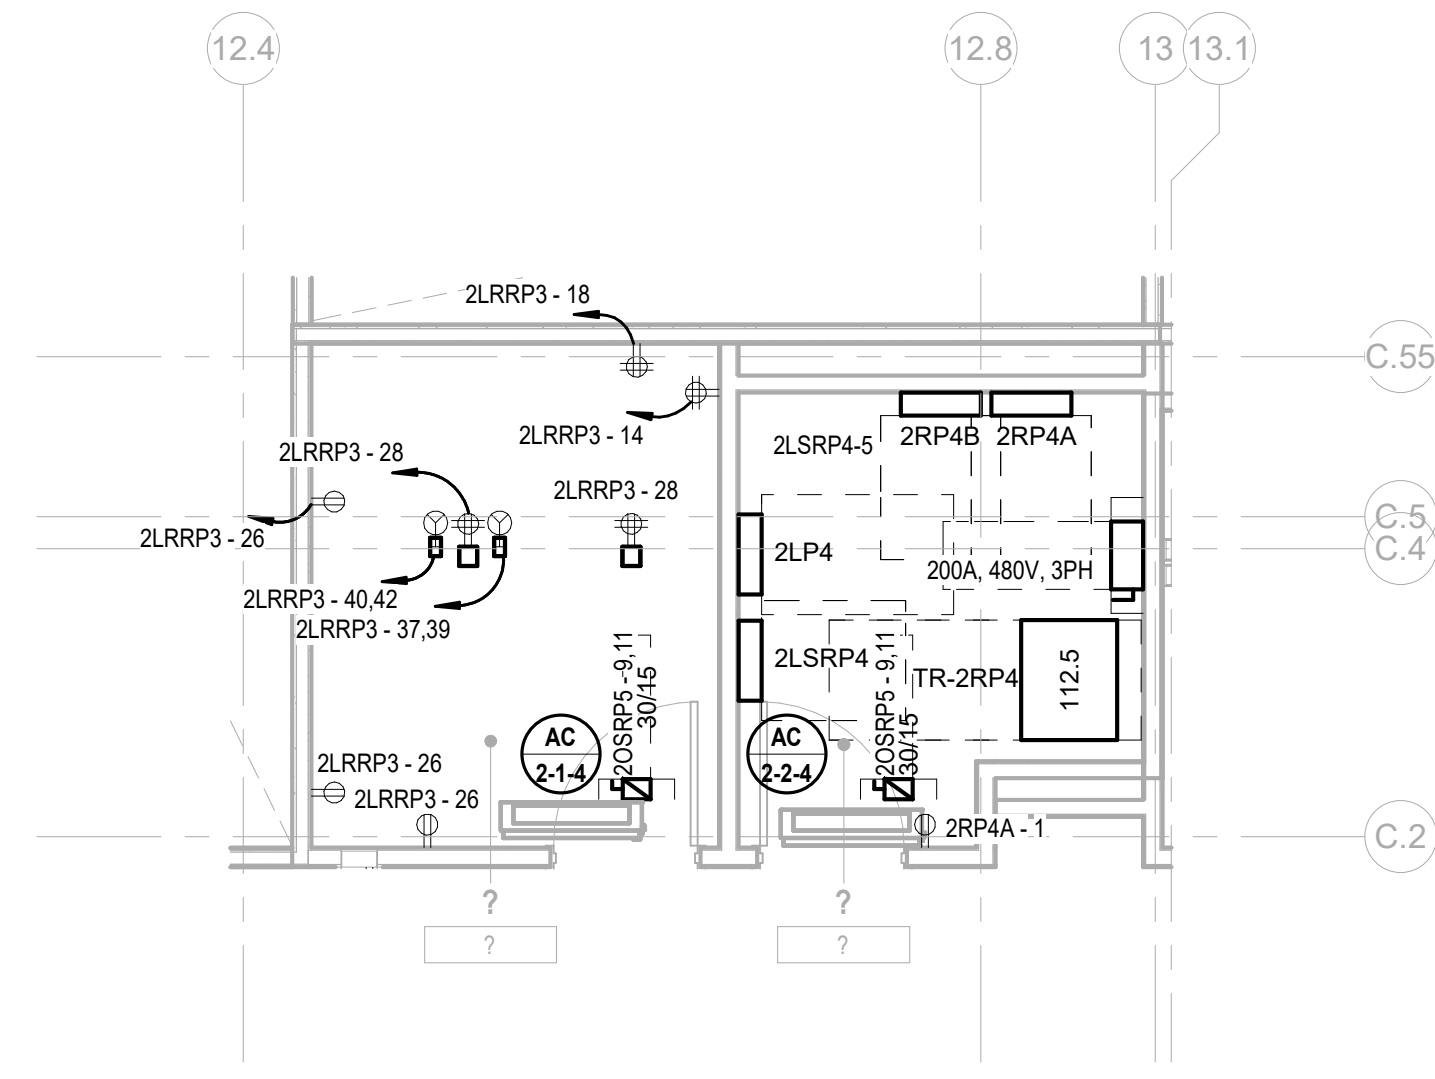 12.4
12.8
13
13.1
2LRRP3 - 18
C.55
2LRRP3 - 14
2RP4B
2RP4A
2LSRP4-5
2LRRP3 - 28
2LRRP3 - 28
C.5
2LRRP3 - 26
C.4
2LP4
200A, 480V, 3PH
2LRRP3 - 40,42
2LRRP3 - 37,39
2LSRP4
TR-2RP4
112.5
2OSRP5 - 9,11
30/15
2OSRP5 - 9,11
30/15
AC
2-1-4
AC
2-2-4
2LRRP3 - 26
2LRRP3 - 26
2RP4A - 1
C.2
?
?
?
?